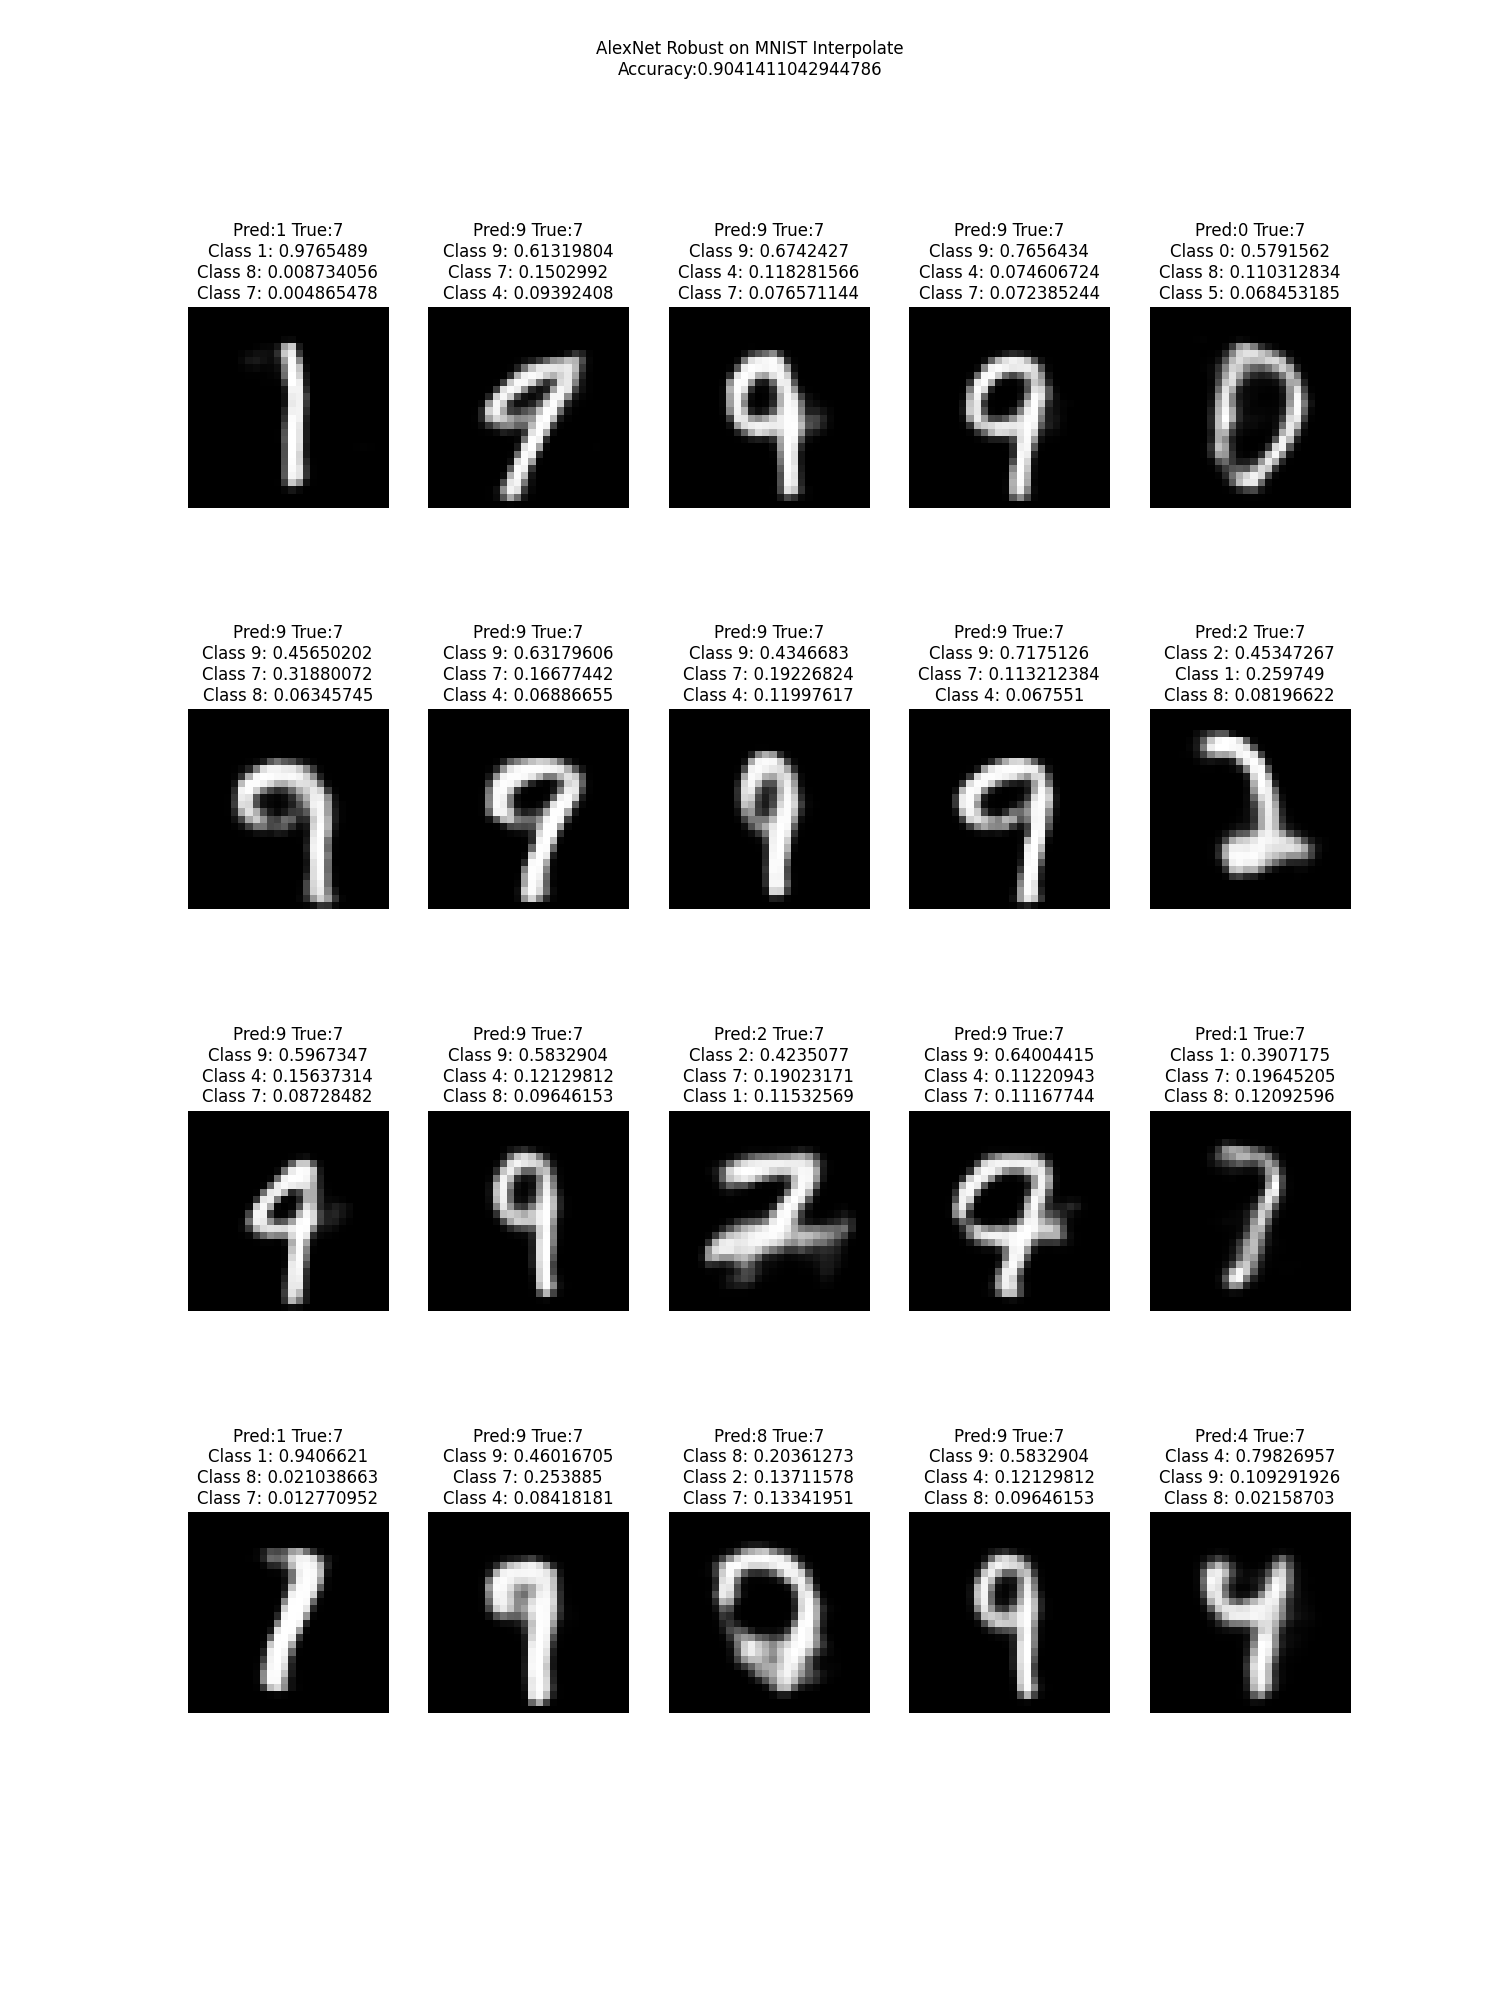 AlexNet Robust on MNIST Interpolate
Accuracy:0.9041411042944786
Pred:1 True:7
Class 1: 0.9765489
Class 8: 0.008734056
Class 7: 0.004865478
Pred:9 True:7
Class 9: 0.61319804
Class 7: 0.1502992
Class 4: 0.09392408
Pred:9 True:7
Class 9: 0.6742427
Class 4: 0.118281566
Class 7: 0.076571144
Pred:9 True:7
Class 9: 0.7656434
Class 4: 0.074606724
Class 7: 0.072385244
Pred:0 True:7
Class 0: 0.5791562
Class 8: 0.110312834
Class 5: 0.068453185
Pred:9 True:7
Class 9: 0.45650202
Class 7: 0.31880072
Class 8: 0.06345745
Pred:9 True:7
Class 9: 0.63179606
Class 7: 0.16677442
Class 4: 0.06886655
Pred:9 True:7
Class 9: 0.4346683
Class 7: 0.19226824
Class 4: 0.11997617
Pred:9 True:7
Class 9: 0.7175126
Class 7: 0.113212384
Class 4: 0.067551
Pred:2 True:7
Class 2: 0.45347267
Class 1: 0.259749
Class 8: 0.08196622
Pred:9 True:7
Class 9: 0.5967347
Class 4: 0.15637314
Class 7: 0.08728482
Pred:9 True:7
Class 9: 0.5832904
Class 4: 0.12129812
Class 8: 0.09646153
Pred:2 True:7
Class 2: 0.4235077
Class 7: 0.19023171
Class 1: 0.11532569
Pred:9 True:7
Class 9: 0.64004415
Class 4: 0.11220943
Class 7: 0.11167744
Pred:1 True:7
Class 1: 0.3907175
Class 7: 0.19645205
Class 8: 0.12092596
Pred:1 True:7
Class 1: 0.9406621
Class 8: 0.021038663
Class 7: 0.012770952
Pred:9 True:7
Class 9: 0.46016705
Class 7: 0.253885
Class 4: 0.08418181
Pred:8 True:7
Class 8: 0.20361273
Class 2: 0.13711578
Class 7: 0.13341951
Pred:9 True:7
Class 9: 0.5832904
Class 4: 0.12129812
Class 8: 0.09646153
Pred:4 True:7
Class 4: 0.79826957
Class 9: 0.109291926
Class 8: 0.02158703